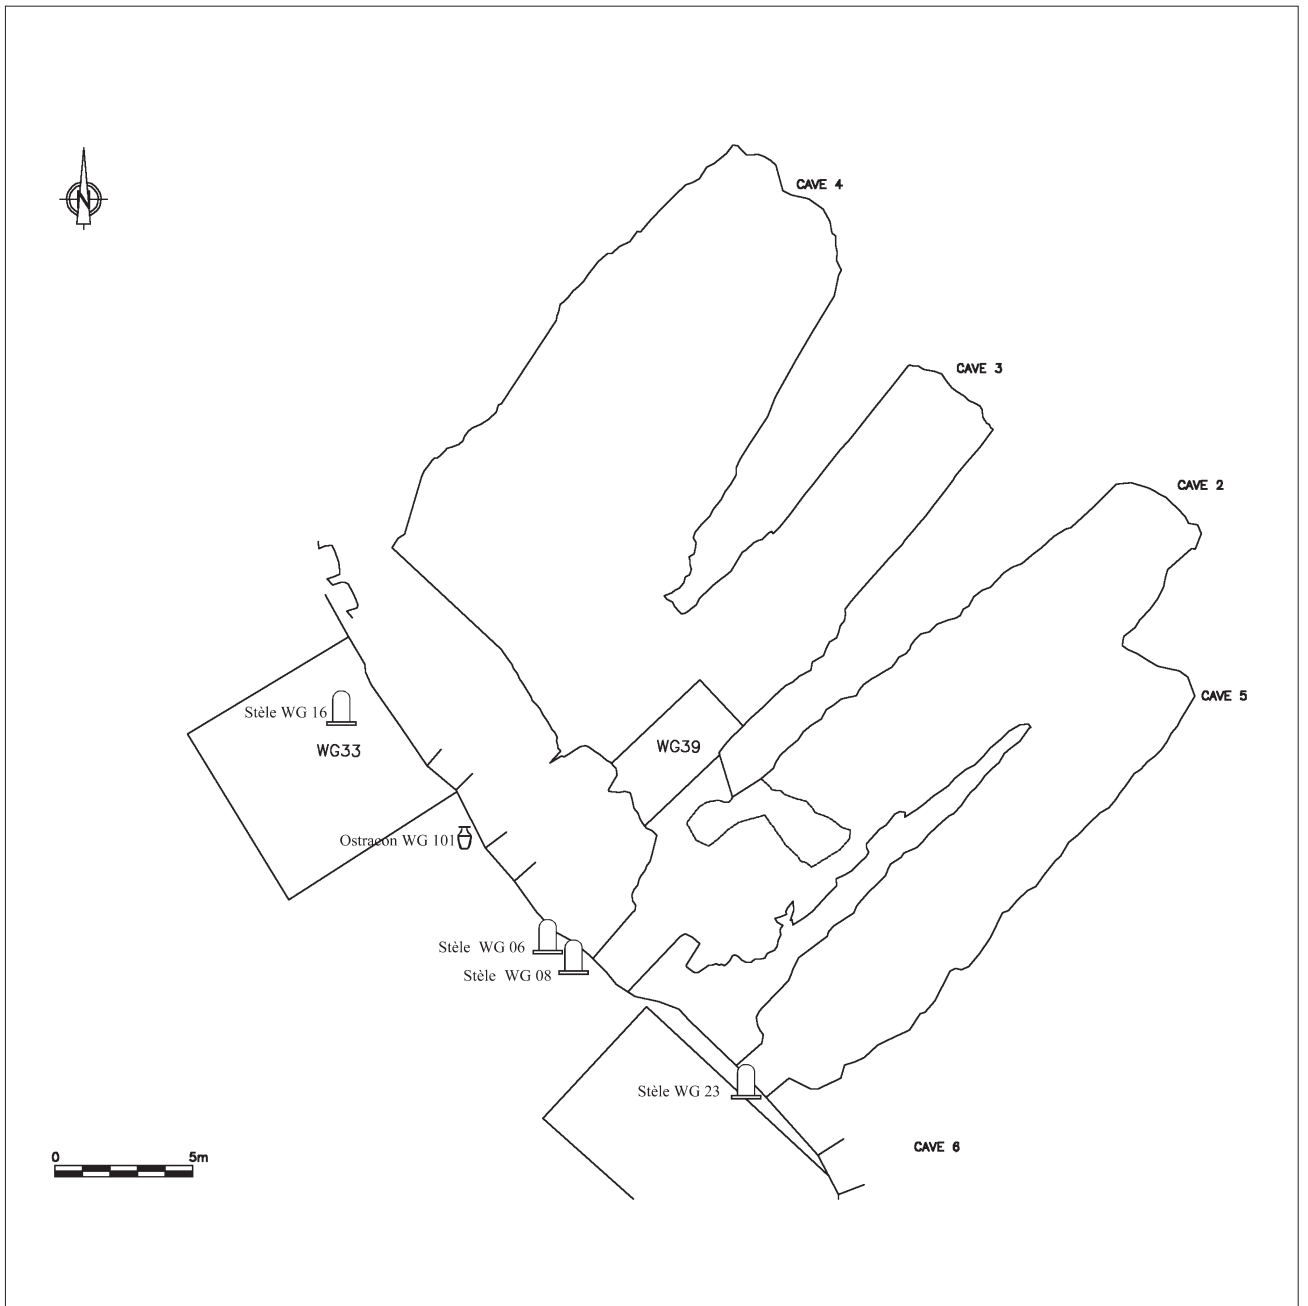 CAVE 4
N
CAVE 3
CAVE 2
CAVE 5
Stèle WG 16
WG33
WG39
Ostracon WG 101
Stèle WG 06
Stèle WG 08
Stèle WG 23
CAVE 6
0 5m